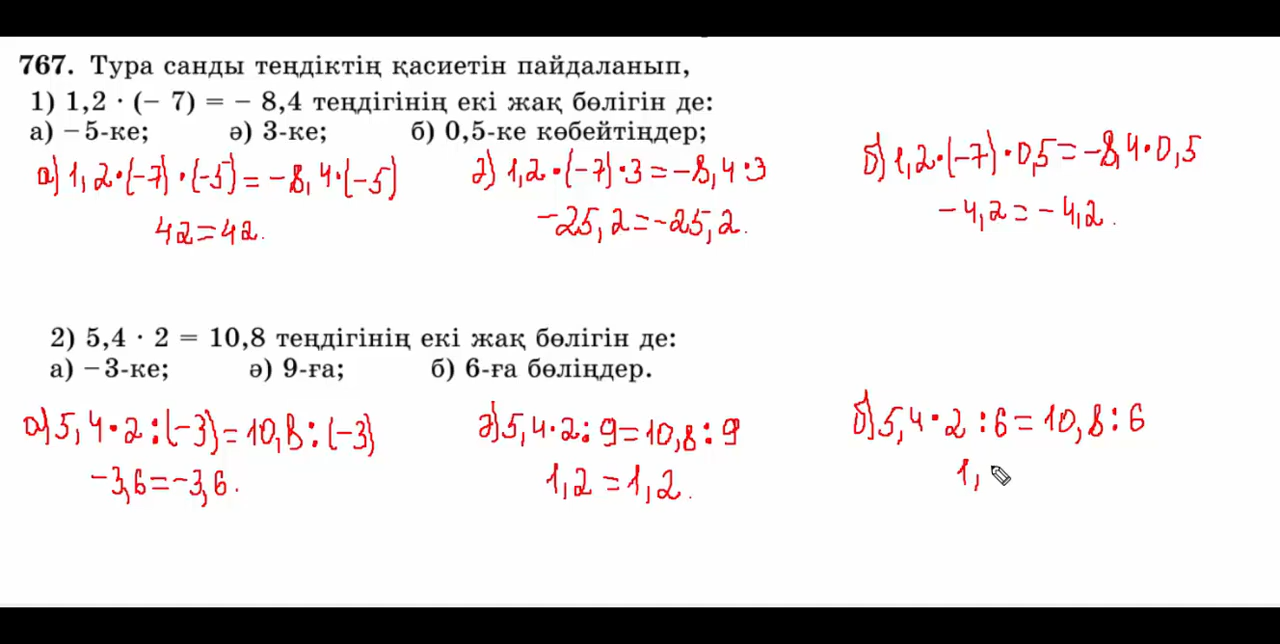 767. Тура санды теңдіктің қасиетін пайдаланып,
1) 1,2 · (− 7) = − 8,4 теңдігінің екі жақ бөлігін де:
а) −5-ке; ә) 3-ке; б) 0,5-ке көбейтіңдер;
а) 1,2·(−7)·(−5)=−8,4·(−5)
42=42.
ә) 1,2·(−7)·3=−8,4·3
−25,2=−25,2.
б) 1,2·(−7)·0,5=−8,4·0,5
−4,2=−4,2.
2) 5,4 · 2 = 10,8 теңдігінің екі жақ бөлігін де:
а) −3-ке; ә) 9-ға; б) 6-ға бөліңдер.
а) 5,4·2:(−3)=10,8:(−3)
−3,6=−3,6.
ә) 5,4·2:9=10,8:9
1,2=1,2.
б) 5,4·2:6=10,8:6
1,